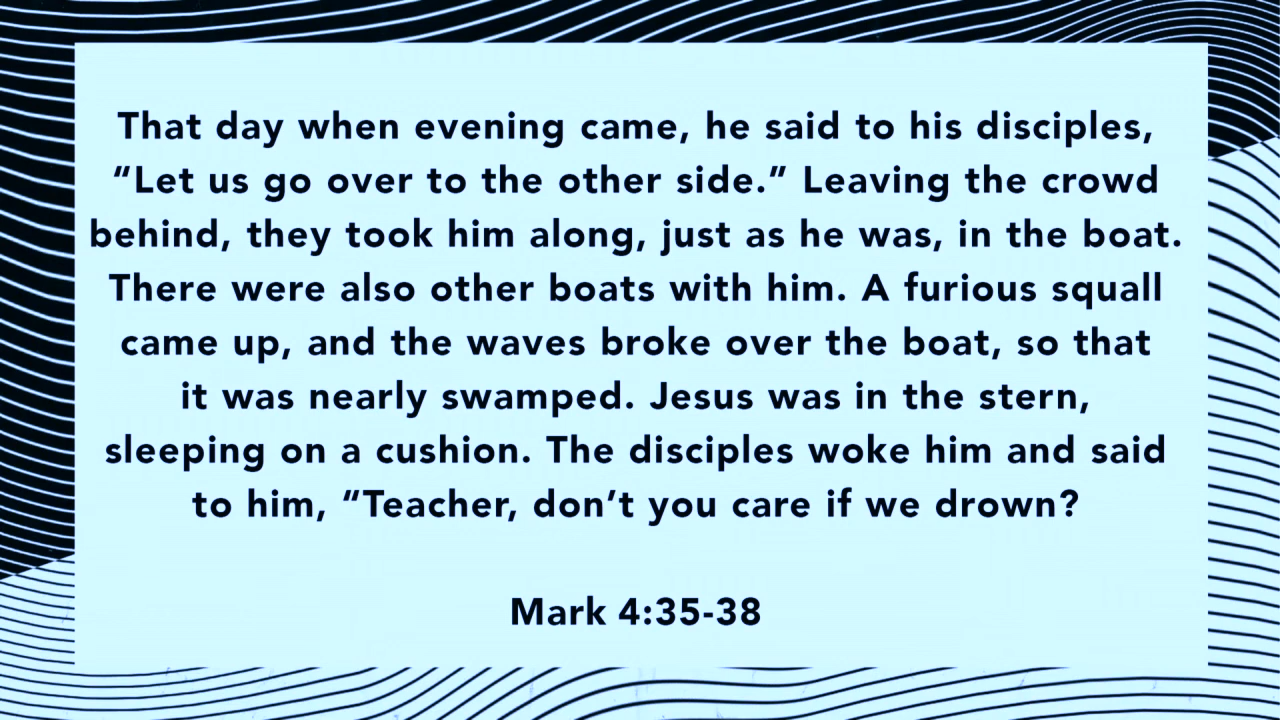 That day when evening came, he said to his disciples,
“Let us go over to the other side.” Leaving the crowd
behind, they took him along, just as he was, in the boat.
There were also other boats with him. A furious squall
came up, and the waves broke over the boat, so that
it was nearly swamped. Jesus was in the stern,
sleeping on a cushion. The disciples woke him and said
to him, “Teacher, don’t you care if we drown?
Mark 4:35-38